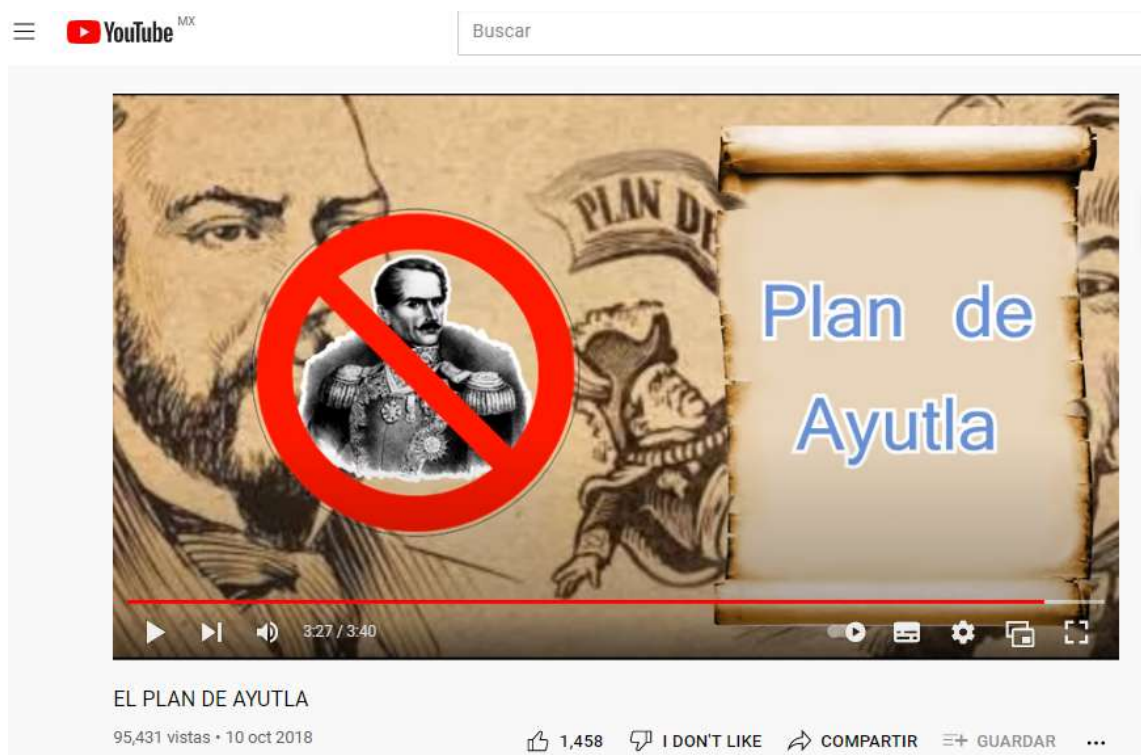 YouTube MX
Buscar
PLAN DE
Plan de
Ayutla
3:27 / 3:40
EL PLAN DE AYUTLA
95,431 vistas • 10 oct 2018
1,458 I DON'T LIKE COMPARTIR GUARDAR